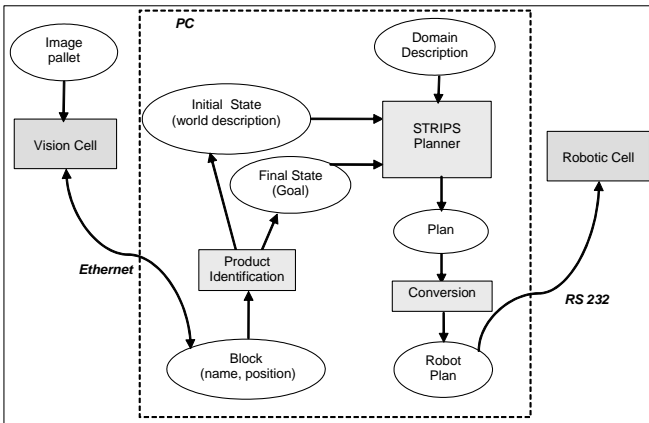 PC
Image
pallet
Domain
Description
Initial State
(world description)
STRIPS
Planner
Vision Cell
Robotic Cell
Final State
(Goal)
Plan
Product
Identification
Ethernet
Conversion
RS 232
Block
(name, position)
Robot
Plan